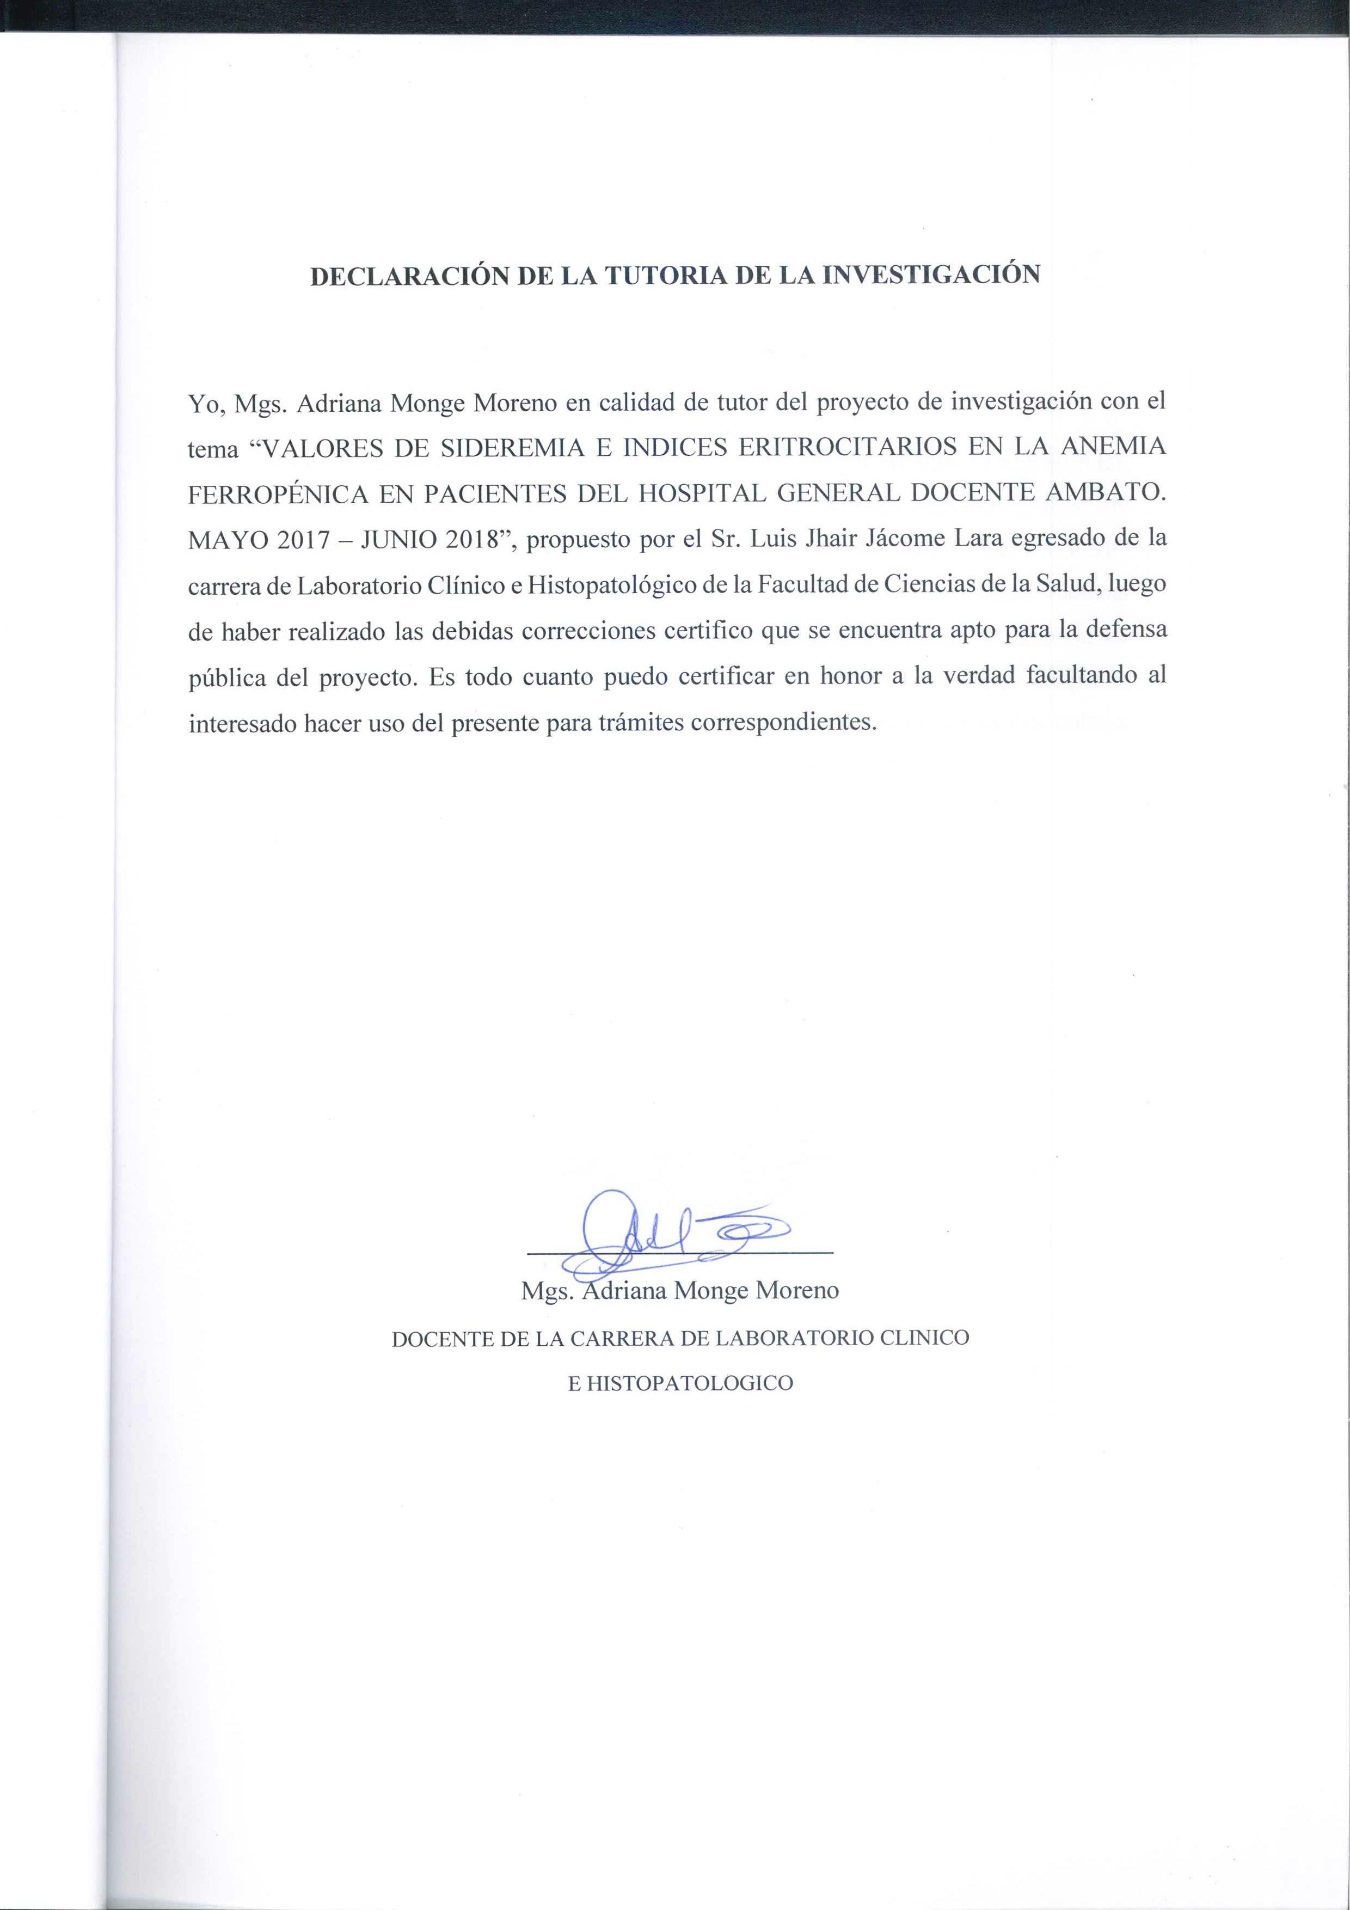 DECLARACIÓN DE LA TUTORIA DE LA INVESTIGACIÓN
Yo, Mgs. Adriana Monge Moreno en calidad de tutor del proyecto de investigación con el
tema “VALORES DE SIDEREMIA E INDICES ERITROCITARIOS EN LA ANEMIA
FERROPÉNICA EN PACIENTES DEL HOSPITAL GENERAL DOCENTE AMBATO.
MAYO 2017 – JUNIO 2018”, propuesto por el Sr. Luis Jhair Jácome Lara egresado de la
carrera de Laboratorio Clínico e Histopatológico de la Facultad de Ciencias de la Salud, luego
de haber realizado las debidas correcciones certifico que se encuentra apto para la defensa
pública del proyecto. Es todo cuanto puedo certificar en honor a la verdad facultando al
interesado hacer uso del presente para trámites correspondientes.
Mgs. Adriana Monge Moreno
DOCENTE DE LA CARRERA DE LABORATORIO CLINICO
E HISTOPATOLOGICO